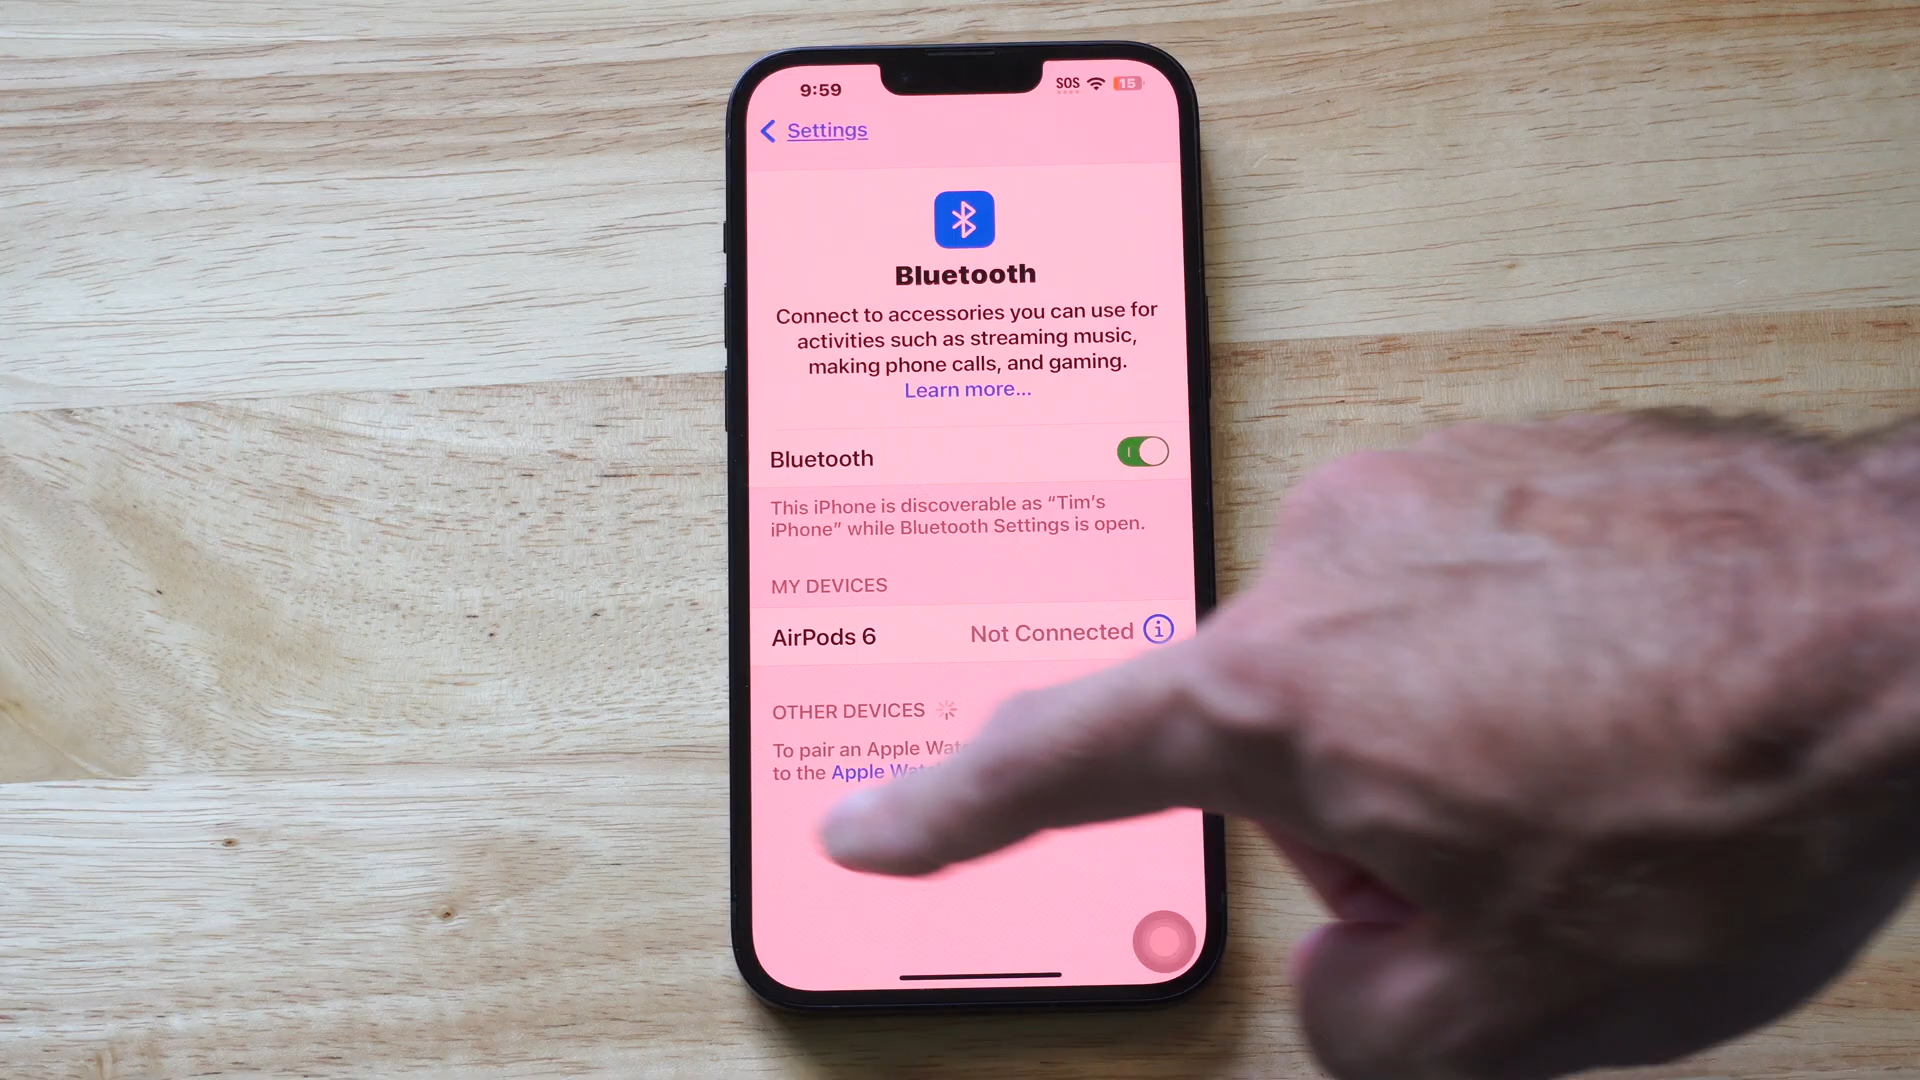 9:59
SOS 15
Settings
Bluetooth
Connect to accessories you can use for
activities such as streaming music,
making phone calls, and gaming.
Learn more...
Bluetooth
This iPhone is discoverable as “Tim’s
iPhone” while Bluetooth Settings is open.
MY DEVICES
AirPods 6 Not Connected
OTHER DEVICES
To pair an Apple
to the Apple